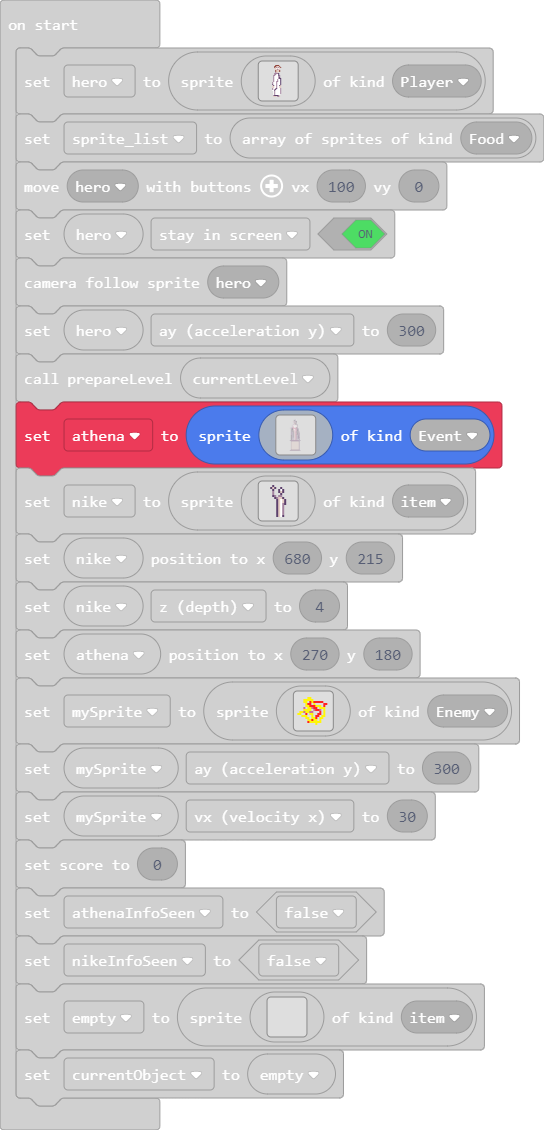 on start
set hero to sprite of kind Player
set sprite_list to array of sprites of kind Food
move hero with buttons vx 100 vy 0
set hero stay in screen ON
camera follow sprite hero
set hero ay (acceleration y) to 300
call prepareLevel currentLevel
set athena to sprite of kind Event
set nike to sprite of kind item
set nike position to x 680 y 215
set nike z (depth) to 4
set athena position to x 270 y 180
set mySprite to sprite of kind Enemy
set mySprite ay (acceleration y) to 300
set mySprite vx (velocity x) to 30
set score to 0
set athenaInfoSeen to false
set nikeInfoSeen to false
set empty to sprite of kind item
set currentObject to empty